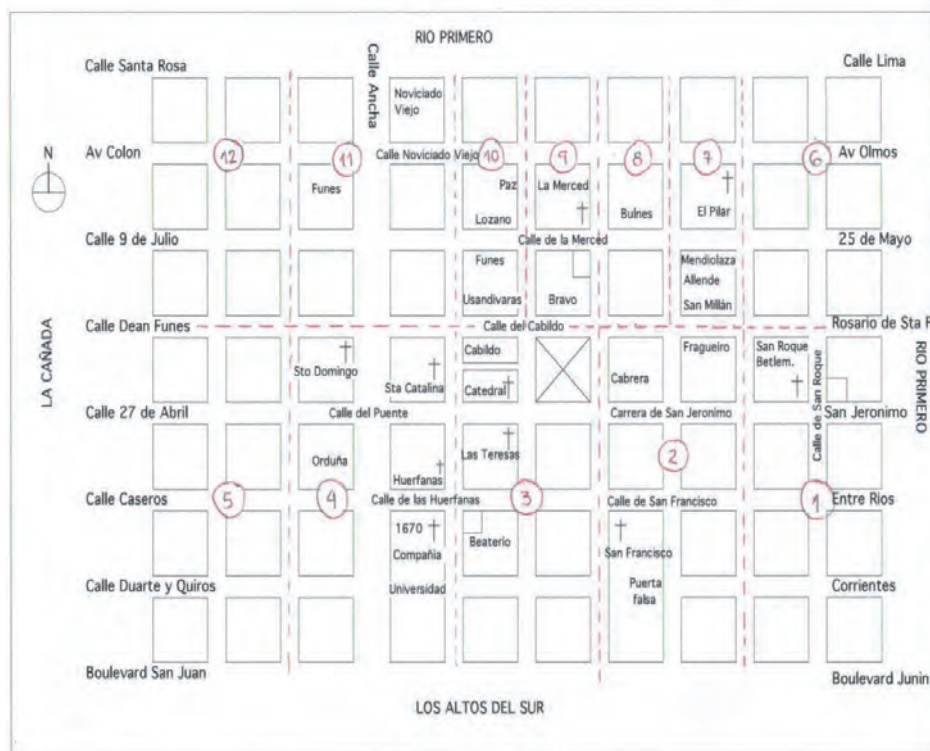 RIO PRIMERO
Calle Santa Rosa
Calle Ancha
Calle Lima
Noviciado
Viejo
N
Av Colon
12
11
Calle Noviciado Viejo
10
9
8
7
6
Av Olmos
Funes
Paz
Lozano
La Merced
Bulnes
El Pilar
Calle 9 de Julio
Calle de la Merced
25 de Mayo
Funes
Usandivaras
Bravo
Mendiolaza
Allende
San Millán
LA CAÑADA
Calle Dean Funes
Calle del Cabildo
Rosario de Sta F
Sto Domingo
Sta Catalina
Cabildo
Catedral
Cabrera
Fragueiro
San Roque
Betlem.
Calle de San Roque
RIO PRIMERO
Calle 27 de Abril
Calle del Puente
Carrera de San Jeronimo
San Jeronimo
Orduña
Huerfanas
Las Teresas
2
Calle Caseros
5
4
Calle de las Huerfanas
3
Calle de San Francisco
1
Entre Rios
1670
Compañia
Universidad
Beaterio
San Francisco
Puerta
falsa
Calle Duarte y Quiros
Corrientes
Boulevard San Juan
Boulevard Junin
LOS ALTOS DEL SUR